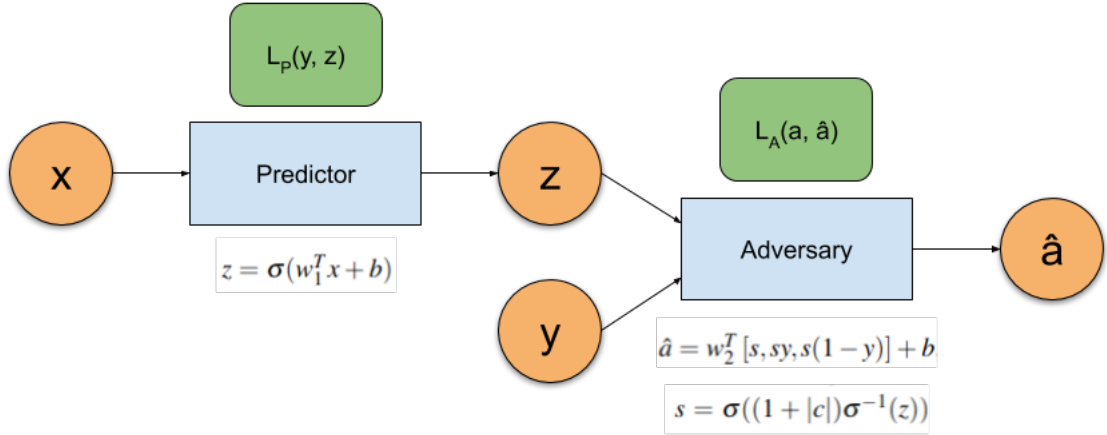 L_P(y, z)
x
Predictor
z
L_A(a, â)
Adversary
â
z = σ(w_1^T x + b)
y
â = w_2^T [s, sy, s(1 − y)] + b
s = σ((1 + |c|)σ^{-1}(z))